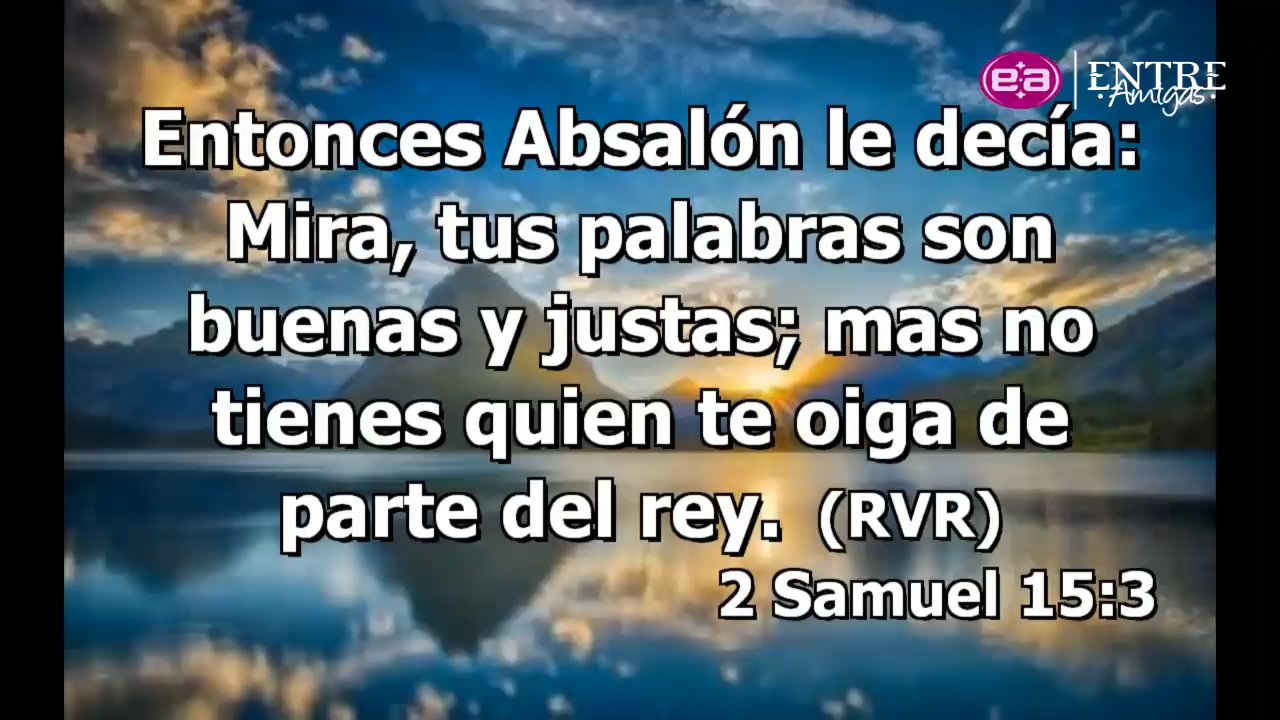 ea | ENTRE
Amigas
Entonces Absalón le decía:
Mira, tus palabras son
buenas y justas; mas no
tienes quien te oiga de
parte del rey. (RVR)
2 Samuel 15:3